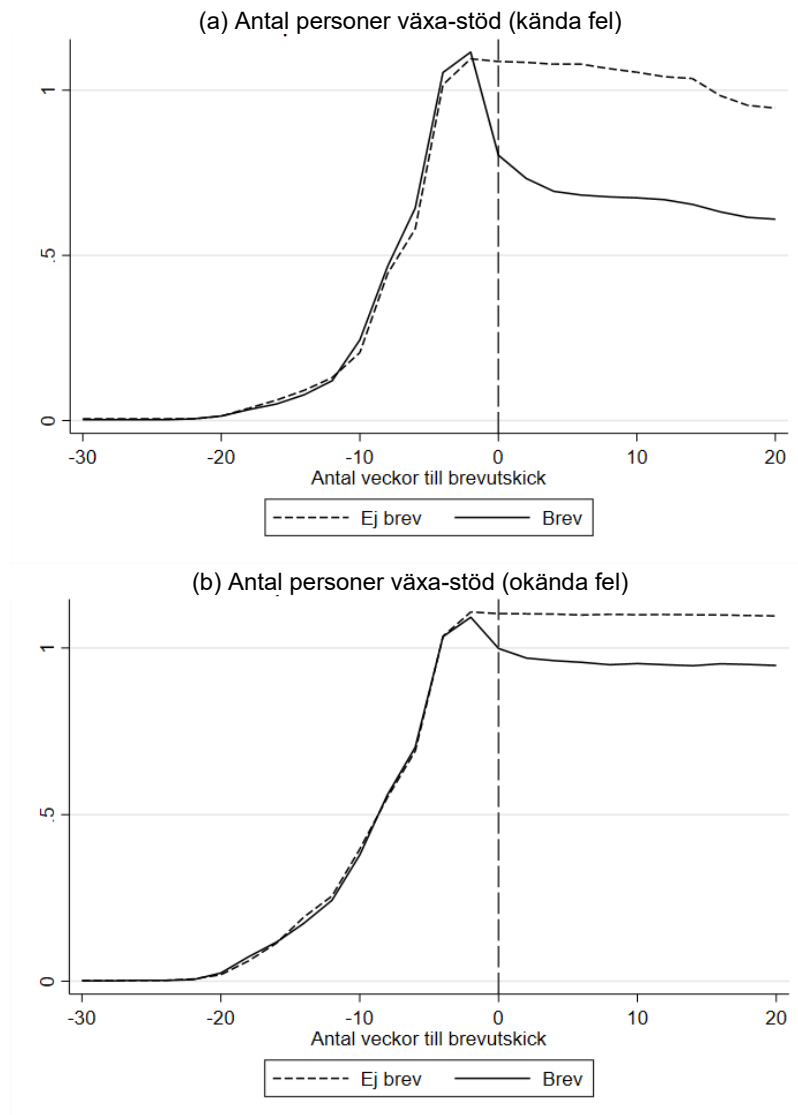 (a) Antal personer växa-stöd (kända fel)
1
.5
0
-30 -20 -10 0 10 20
Antal veckor till brevutskick
Ej brev Brev
(b) Antal personer växa-stöd (okända fel)
1
.5
0
-30 -20 -10 0 10 20
Antal veckor till brevutskick
Ej brev Brev